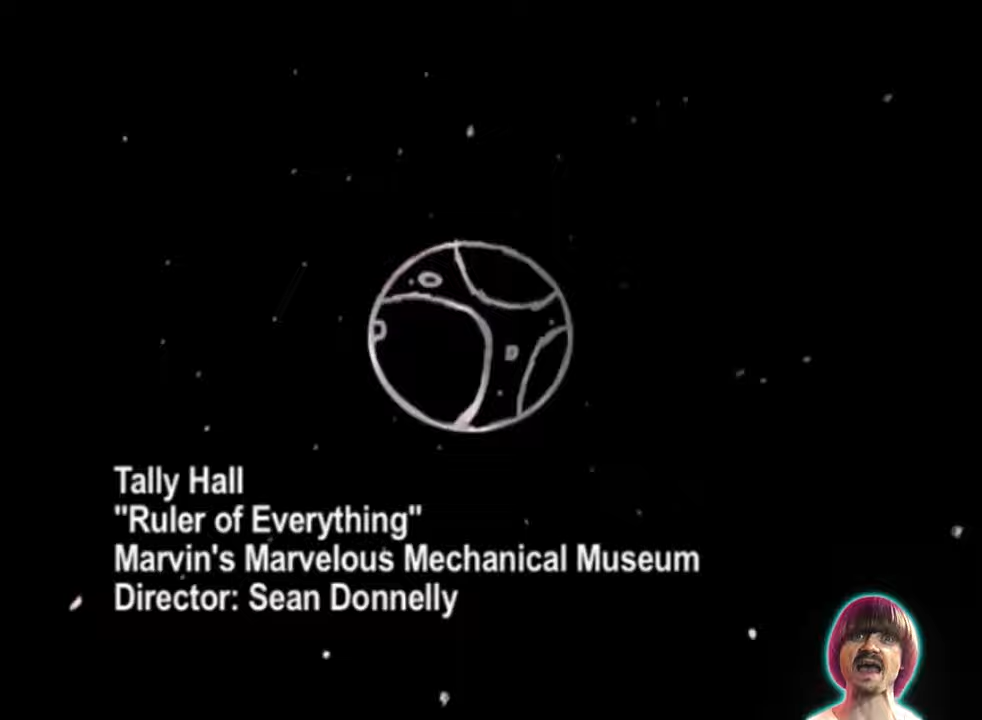 Tally Hall
"Ruler of Everything"
Marvin's Marvelous Mechanical Museum
Director: Sean Donnelly